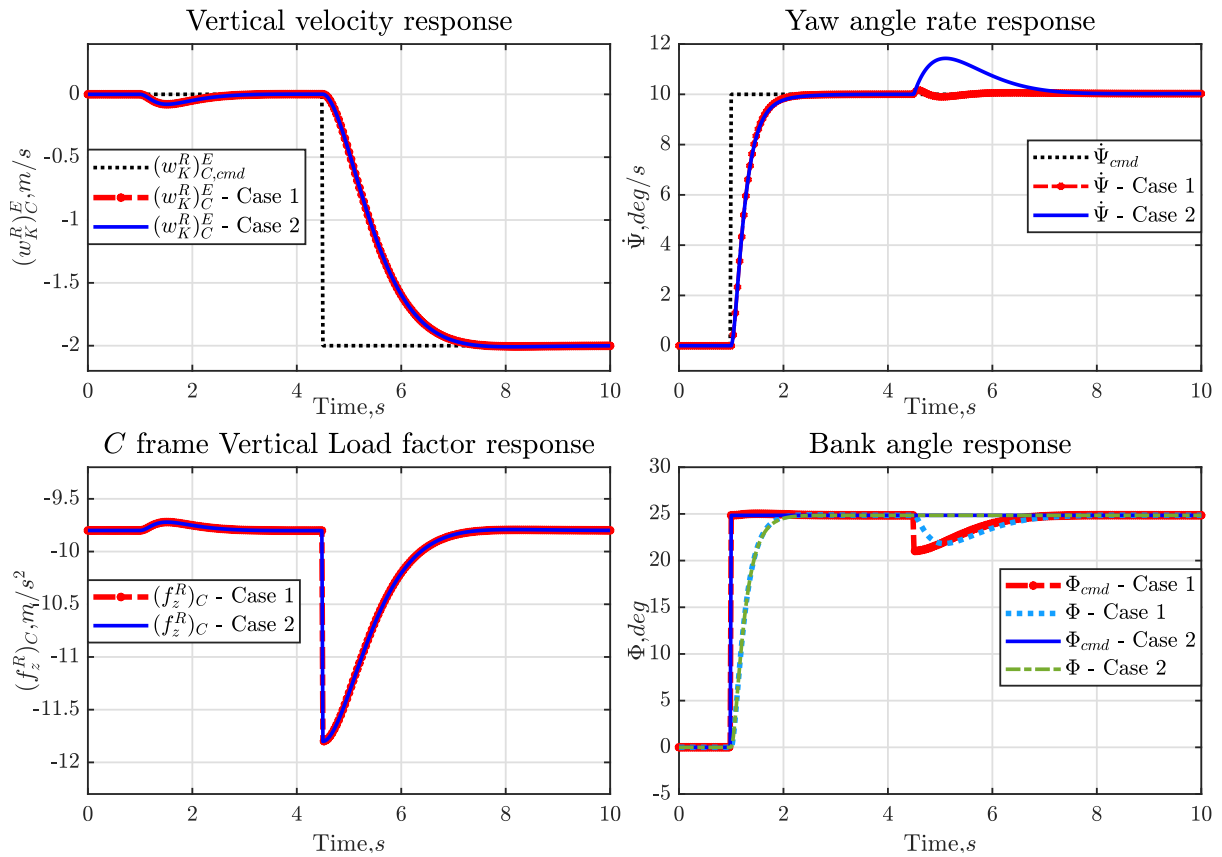 Vertical velocity response
0
-0.5
-1
-1.5
-2
0 2 4 6 8 10
Time,s
(w_K^R)_C^E,m/s
(w_K^R)_{C,cmd}^E
(w_K^R)_C^E - Case 1
(w_K^R)_C^E - Case 2
Yaw angle rate response
12
10
8
6
4
2
0
0 2 4 6 8 10
Time,s
Ψ̇,deg/s
Ψ̇_{cmd}
Ψ̇ - Case 1
Ψ̇ - Case 2
C frame Vertical Load factor response
-9.5
-10
-10.5
-11
-11.5
-12
0 2 4 6 8 10
Time,s
(f_z^R)_C,m/s^2
(f_z^R)_C - Case 1
(f_z^R)_C - Case 2
Bank angle response
30
25
20
15
10
5
0
-5
0 2 4 6 8 10
Time,s
Φ,deg
Φ_{cmd} - Case 1
Φ - Case 1
Φ_{cmd} - Case 2
Φ - Case 2